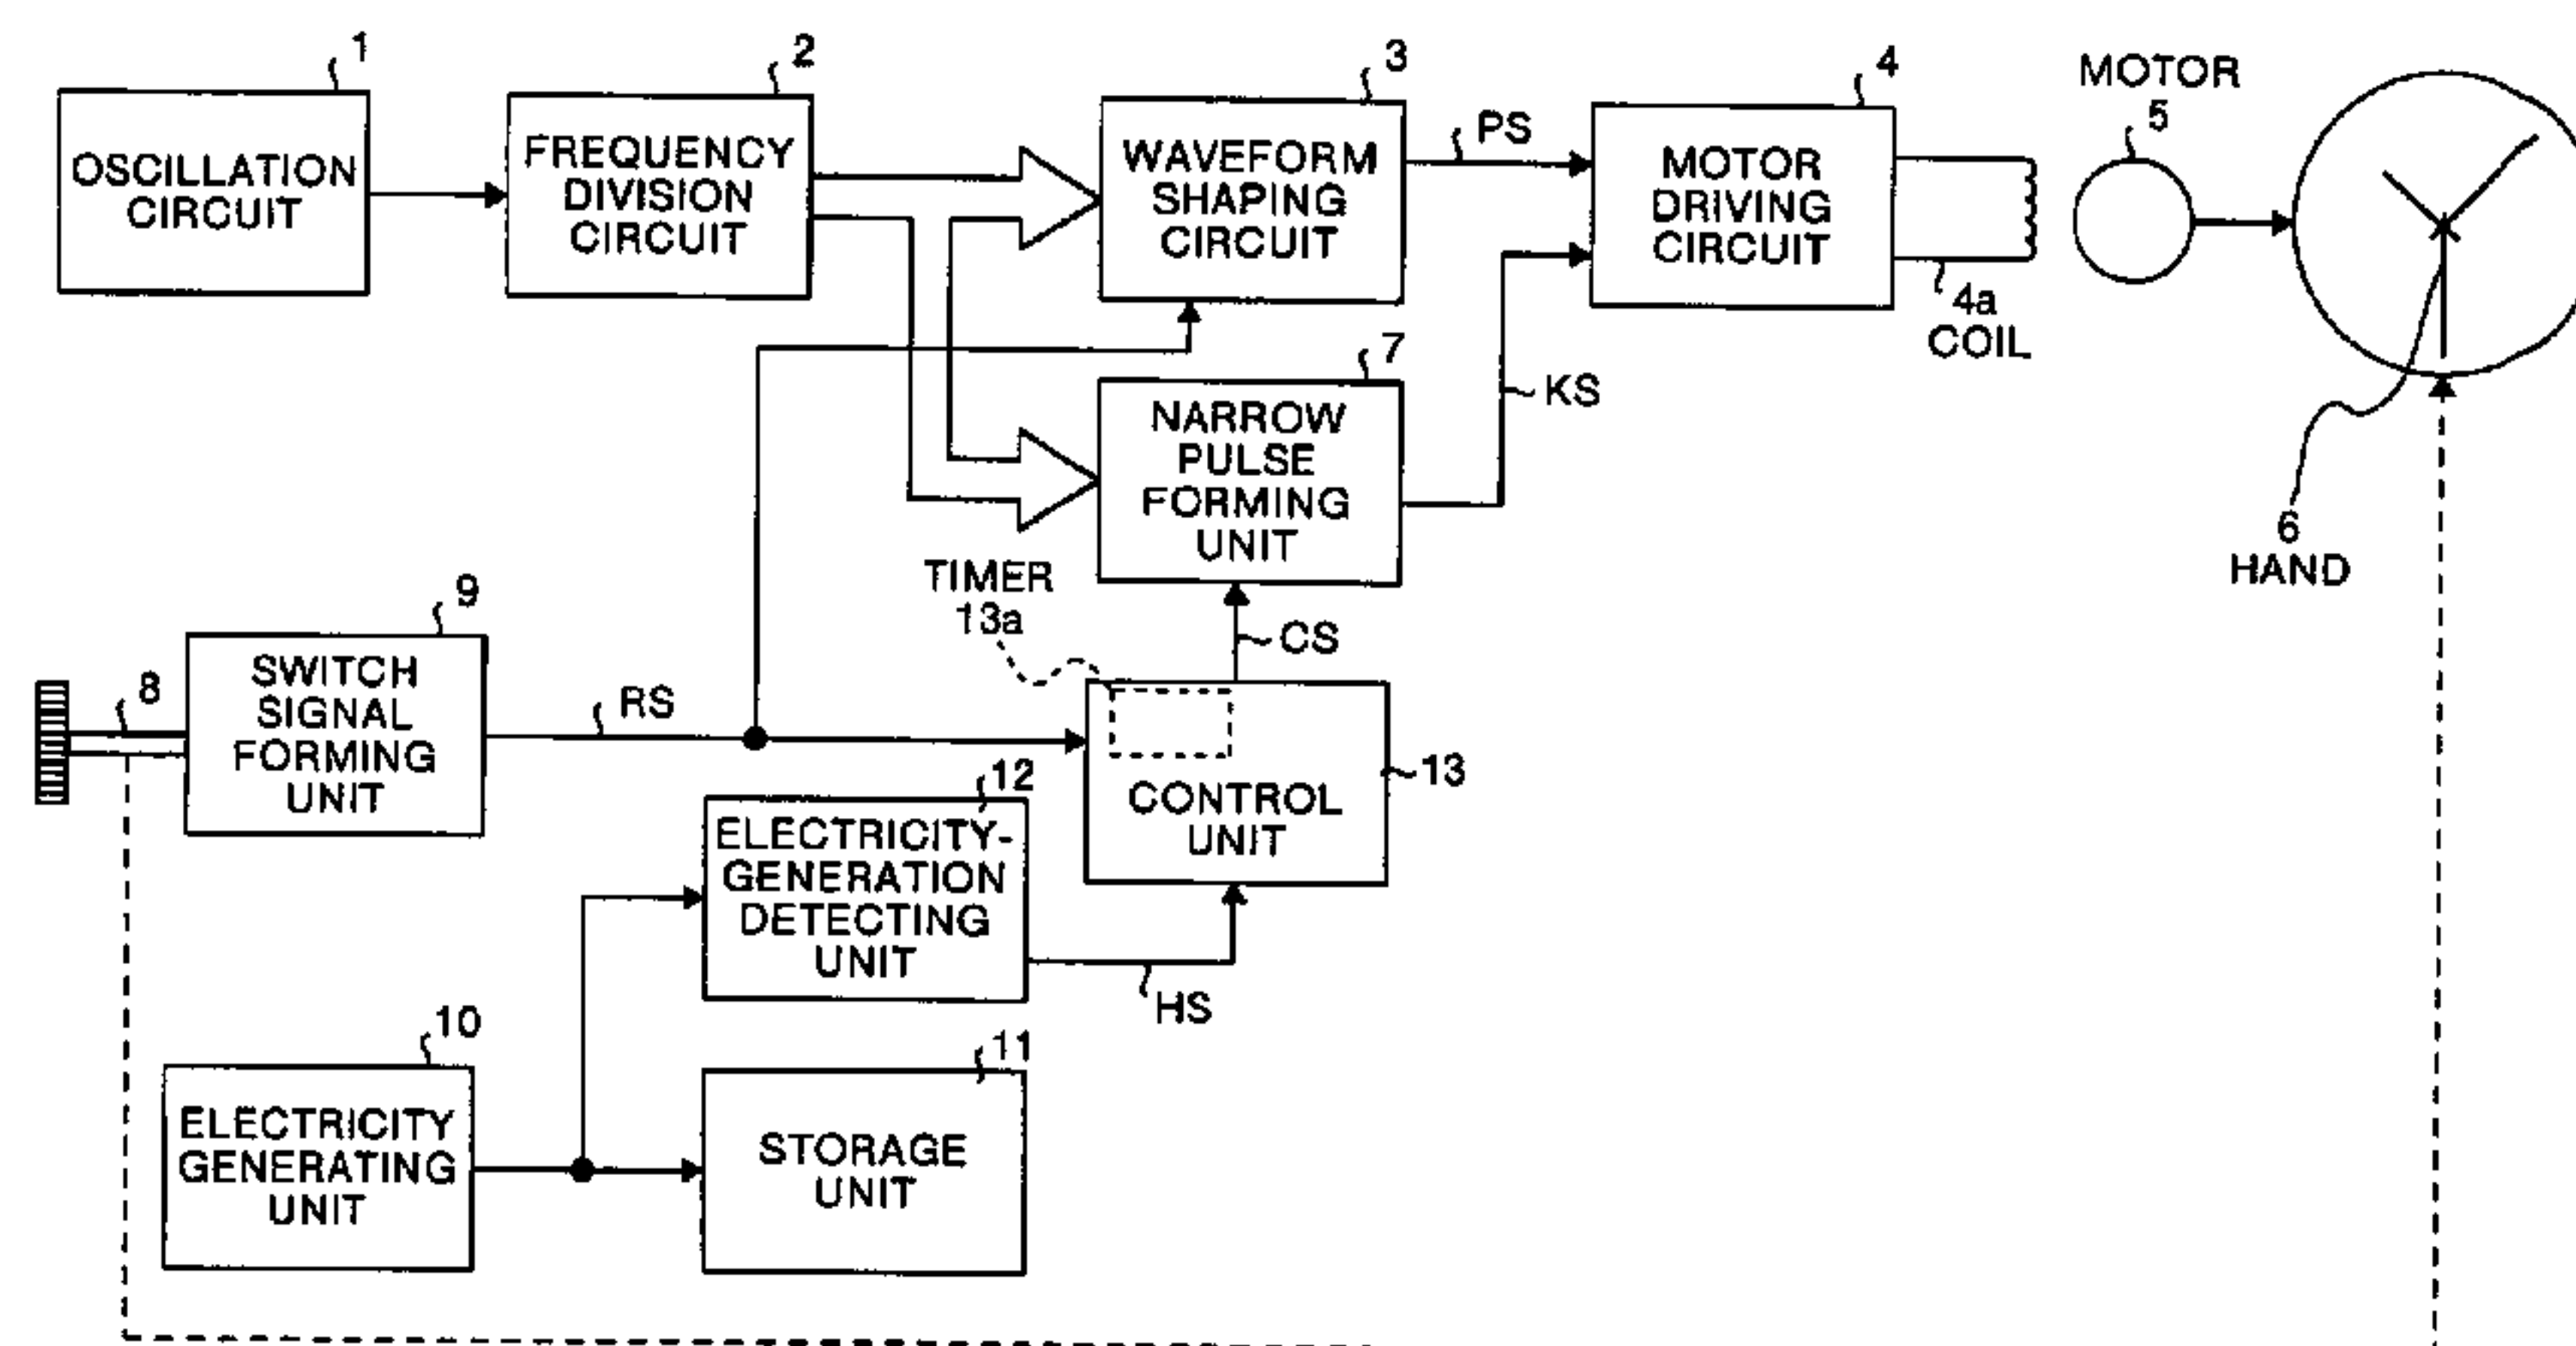 1
OSCILLATION
CIRCUIT
2
FREQUENCY
DIVISION
CIRCUIT
3
WAVEFORM
SHAPING
CIRCUIT
PS
4
MOTOR
DRIVING
CIRCUIT
4a
COIL
MOTOR
5
6
HAND
7
NARROW
PULSE
FORMING
UNIT
KS
TIMER
13a
CS
8
9
SWITCH
SIGNAL
FORMING
UNIT
RS
13
CONTROL
UNIT
12
ELECTRICITY-
GENERATION
DETECTING
UNIT
HS
10
ELECTRICITY
GENERATING
UNIT
11
STORAGE
UNIT